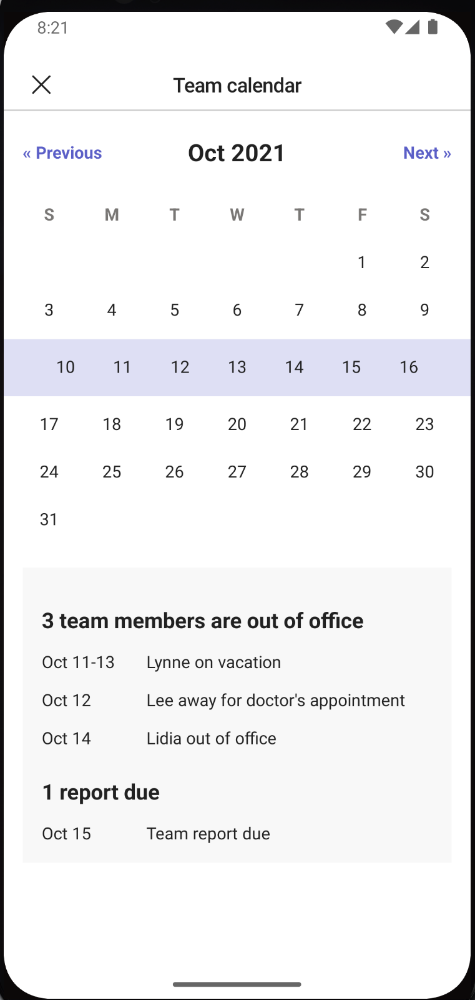 8:21
Team calendar
« Previous Oct 2021 Next »
S M T W T F S
1 2
3 4 5 6 7 8 9
10 11 12 13 14 15 16
17 18 19 20 21 22 23
24 25 26 27 28 29 30
31
3 team members are out of office
Oct 11-13 Lynne on vacation
Oct 12 Lee away for doctor's appointment
Oct 14 Lidia out of office
1 report due
Oct 15 Team report due